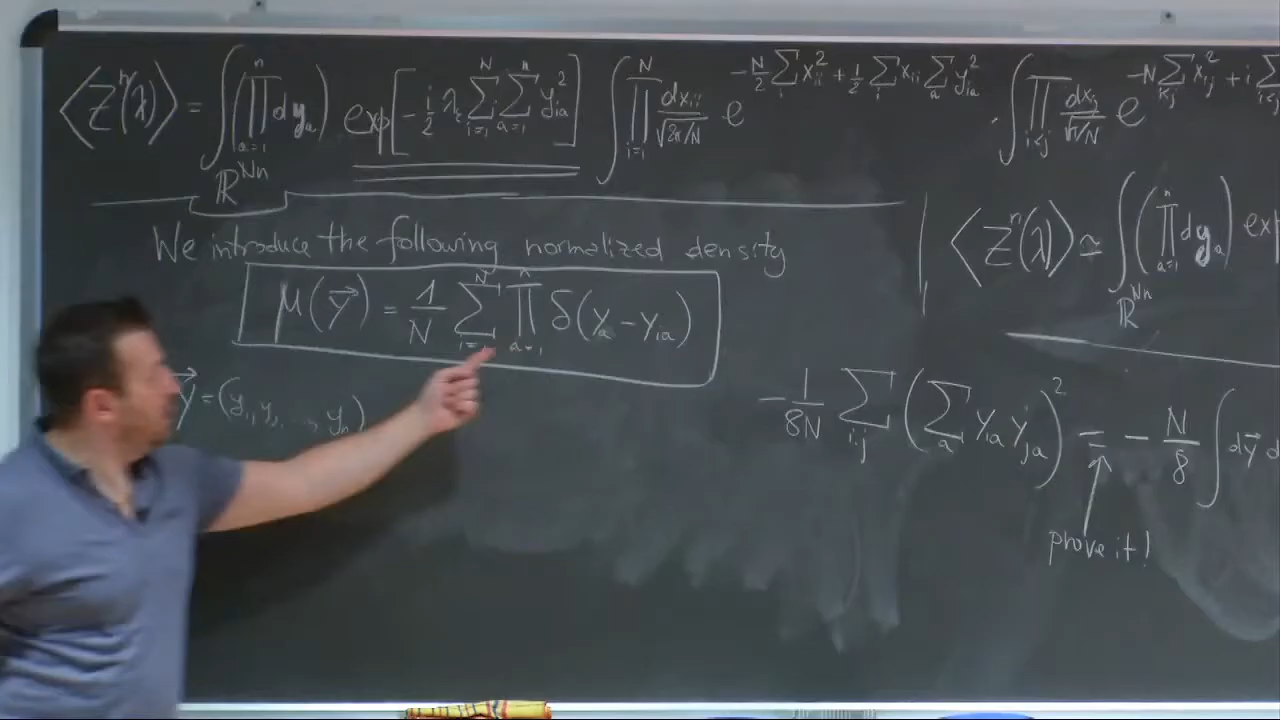 ⟨Zⁿ(λ)⟩ = ∫_{ℝ^{Nn}} (∏_{a=1}^{n} dy_a) exp[-i/2 λ_ε ∑_{i=1}^{N} ∑_{a=1}^{n} y_{ia}^2] ∫ ∏_{i=1}^{N} dx_{ii}/√(2π/N) e^{-N/2 ∑_i x_{ii}^2 + i/2 ∑_i x_{ii} ∑_a y_{ia}^2} ∫ ∏_{i<j} dx_{ij}/√(π/N) e^{-N ∑_{i<j} x_{ij}^2 + i ∑_{i<j}
We introduce the following normalized density
μ(y⃗) = 1/N ∑_{i=1}^{N} ∏_{a=1}^{n} δ(y_a - y_{ia})
y⃗ = (y_1, y_2, ..., y_n)
⟨Zⁿ(λ)⟩ ≃ ∫_{ℝ^{Nn}} (∏_{a=1}^{n} dy_a) exp
-1/8N ∑_{i,j} (∑_a y_{ia} y_{ja})^2 = -N/8 ∫ dy⃗ d
prove it!